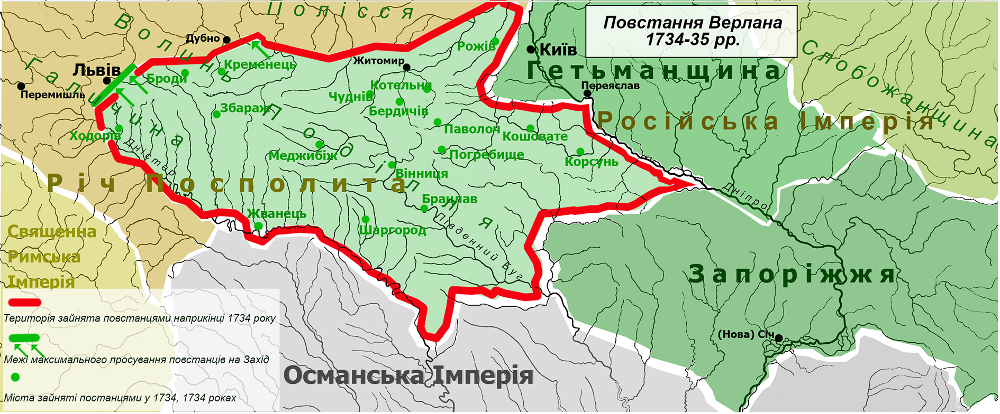 Повстання Верлана
1734-35 рр.
Полісся
Волинь
Галичина
Поділля
Слобожанщина
Гетьманщина
Запоріжжя
Річ Посполита
Російська Імперія
Священна
Римська
Імперія
Османська Імперія
Дубно
Львів
Перемишль
Житомир
Київ
Переяслав
(Нова) Січ
Рожів
Кременець
Броди
Котельня
Чуднів
Бердичів
Збараж
Паволоч
Кошовате
Ходорів
Меджибіж
Погребище
Корсунь
Вінниця
Брацлав
Жванець
Шаргород
Дністер
Південний Буг
Дніпро
Територія зайнята повстанцями наприкінці 1734 року
Межі максимального просування повстанців на Захід
Міста зайняті постанцями у 1734, 1734 роках